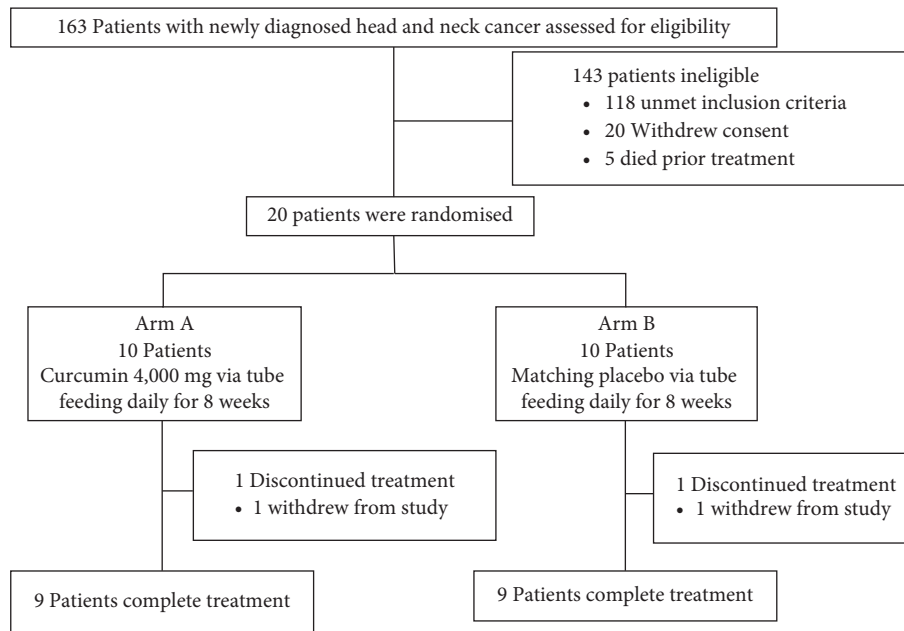 163 Patients with newly diagnosed head and neck cancer assessed for eligibility
143 patients ineligible
• 118 unmet inclusion criteria
• 20 Withdrew consent
• 5 died prior treatment
20 patients were randomised
Arm A
10 Patients
Curcumin 4,000 mg via tube
feeding daily for 8 weeks
Arm B
10 Patients
Matching placebo via tube
feeding daily for 8 weeks
1 Discontinued treatment
• 1 withdrew from study
1 Discontinued treatment
• 1 withdrew from study
9 Patients complete treatment
9 Patients complete treatment